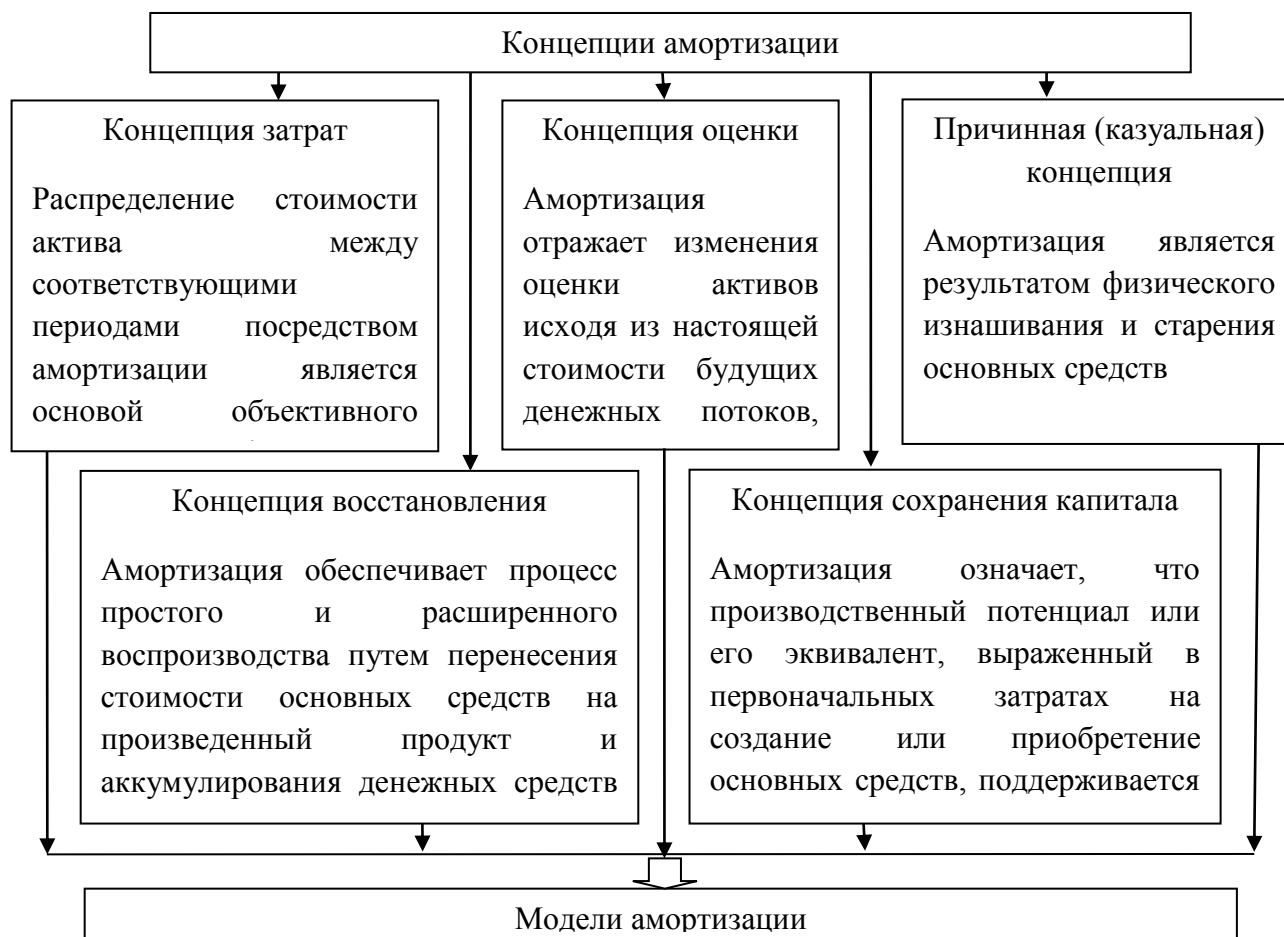 Концепции амортизации
Концепция затрат
Распределение стоимости
актива между
соответствующими
периодами посредством
амортизации является
основой объективного
Концепция оценки
Амортизация
отражает изменения
оценки активов
исходя из настоящей
стоимости будущих
денежных потоков,
Причинная (казуальная)
концепция
Амортизация является
результатом физического
изнашивания и старения
основных средств
Концепция восстановления
Амортизация обеспечивает процесс
простого и расширенного
воспроизводства путем перенесения
стоимости основных средств на
произведенный продукт и
аккумулирования денежных средств
Концепция сохранения капитала
Амортизация означает, что
производственный потенциал или
его эквивалент, выраженный в
первоначальных затратах на
создание или приобретение
основных средств, поддерживается
Модели амортизации